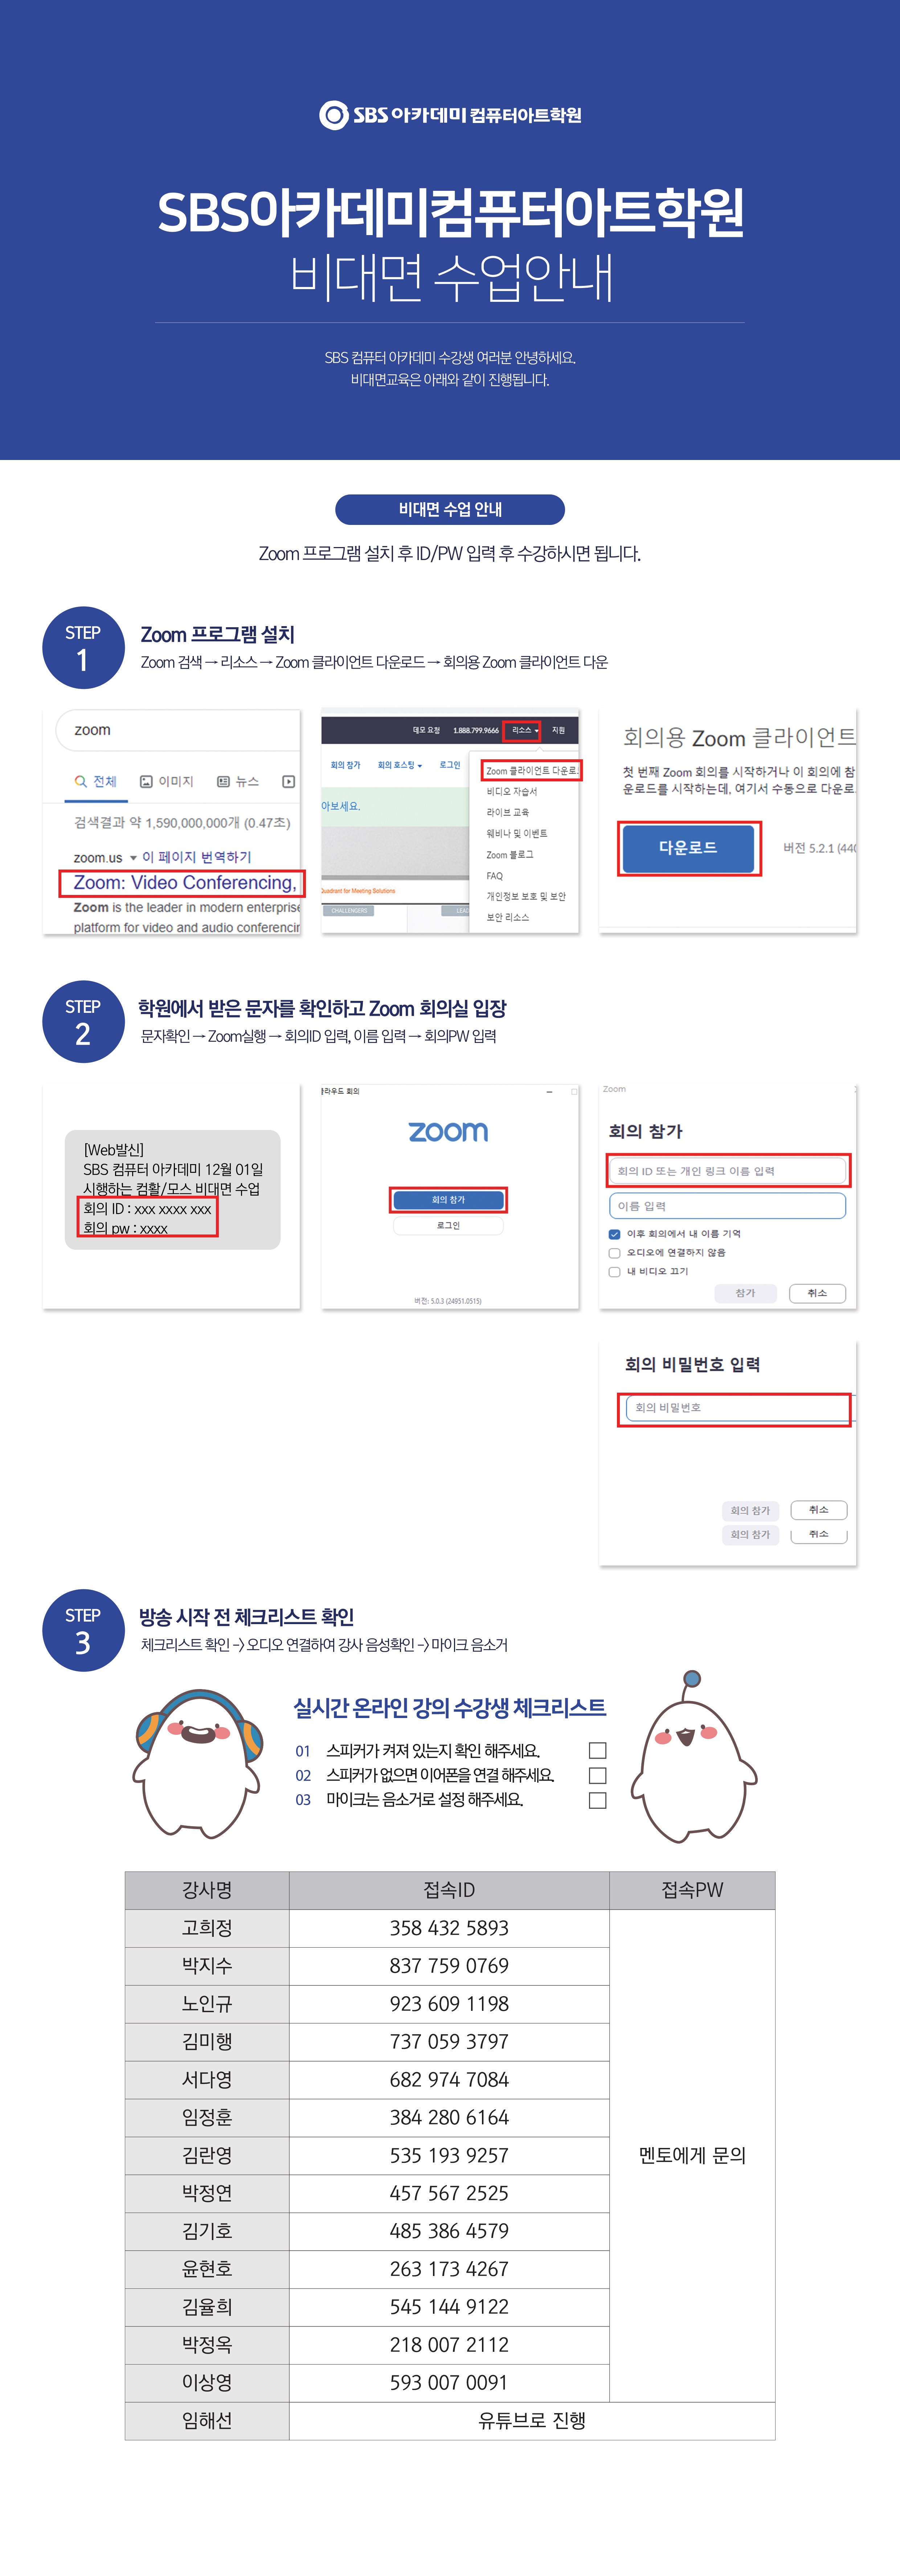 SBS 아카데미 컴퓨터아트학원
SBS아카데미컴퓨터아트학원
비대면 수업안내
SBS 컴퓨터 아카데미 수강생 여러분 안녕하세요.
비대면교육은 아래와 같이 진행됩니다.
비대면 수업 안내
Zoom 프로그램 설치 후 ID/PW 입력 후 수강하시면 됩니다.
STEP
1
Zoom 프로그램 설치
Zoom 검색 → 리소스 → Zoom 클라이언트 다운로드 → 회의용 Zoom 클라이언트 다운
zoom
전체 이미지 뉴스
검색결과 약 1,590,000,000개 (0.47초)
zoom.us ▾ 이 페이지 번역하기
Zoom: Video Conferencing,
Zoom is the leader in modern enterprise
platform for video and audio conferencin
데모 요청 1.888.799.9666 리소스 지원
회의 참가 회의 호스팅 로그인
아보세요.
Quadrant for Meeting Solutions
CHALLENGERS
LEAD
Zoom 클라이언트 다운로드
비디오 자습서
라이브 교육
웨비나 및 이벤트
Zoom 블로그
FAQ
개인정보 보호 및 보안
보안 리소스
회의용 Zoom 클라이언트
첫 번째 Zoom 회의를 시작하거나 이 회의에 참
운로드를 시작하는데, 여기서 수동으로 다운로
다운로드
버전 5.2.1 (440
STEP
2
학원에서 받은 문자를 확인하고 Zoom 회의실 입장
문자확인 → Zoom실행 → 회의ID 입력, 이름 입력 → 회의PW 입력
[Web발신]
SBS 컴퓨터 아카데미 12월 01일
시행하는 컴활/모스 비대면 수업
회의 ID : xxx xxxx xxx
회의 pw : xxxx
클라우드 회의
zoom
회의 참가
로그인
버전: 5.0.3 (24951.0515)
Zoom
회의 참가
회의 ID 또는 개인 링크 이름 입력
이름 입력
이후 회의에서 내 이름 기억
오디오에 연결하지 않음
내 비디오 끄기
참가 취소
회의 비밀번호 입력
회의 비밀번호
회의 참가 취소
회의 참가 취소
STEP
3
방송 시작 전 체크리스트 확인
체크리스트 확인 -> 오디오 연결하여 강사 음성확인 -> 마이크 음소거
실시간 온라인 강의 수강생 체크리스트
01 스피커가 켜져 있는지 확인 해주세요.
02 스피커가 없으면 이어폰을 연결 해주세요.
03 마이크는 음소거로 설정 해주세요.
강사명 접속ID 접속PW
고희정 358 432 5893
박지수 837 759 0769
노인규 923 609 1198
김미행 737 059 3797
서다영 682 974 7084
임정훈 384 280 6164
김란영 535 193 9257 멘토에게 문의
박정연 457 567 2525
김기호 485 386 4579
윤현호 263 173 4267
김율희 545 144 9122
박정옥 218 007 2112
이상영 593 007 0091
임해선 유튜브로 진행